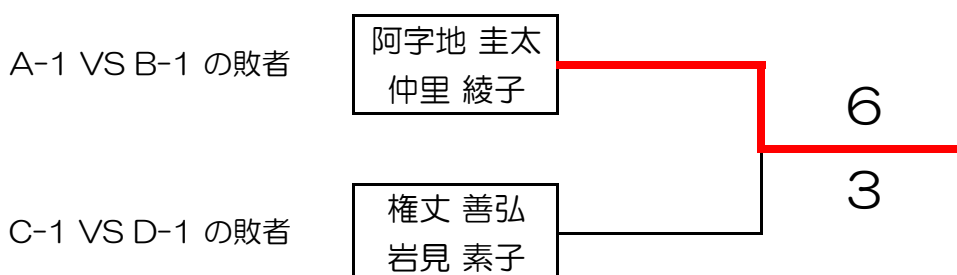 阿字地 圭太
A-1 VS B-1 の敗者
仲里 綾子
6
3
権丈 善弘
C-1 VS D-1 の敗者
岩見 素子